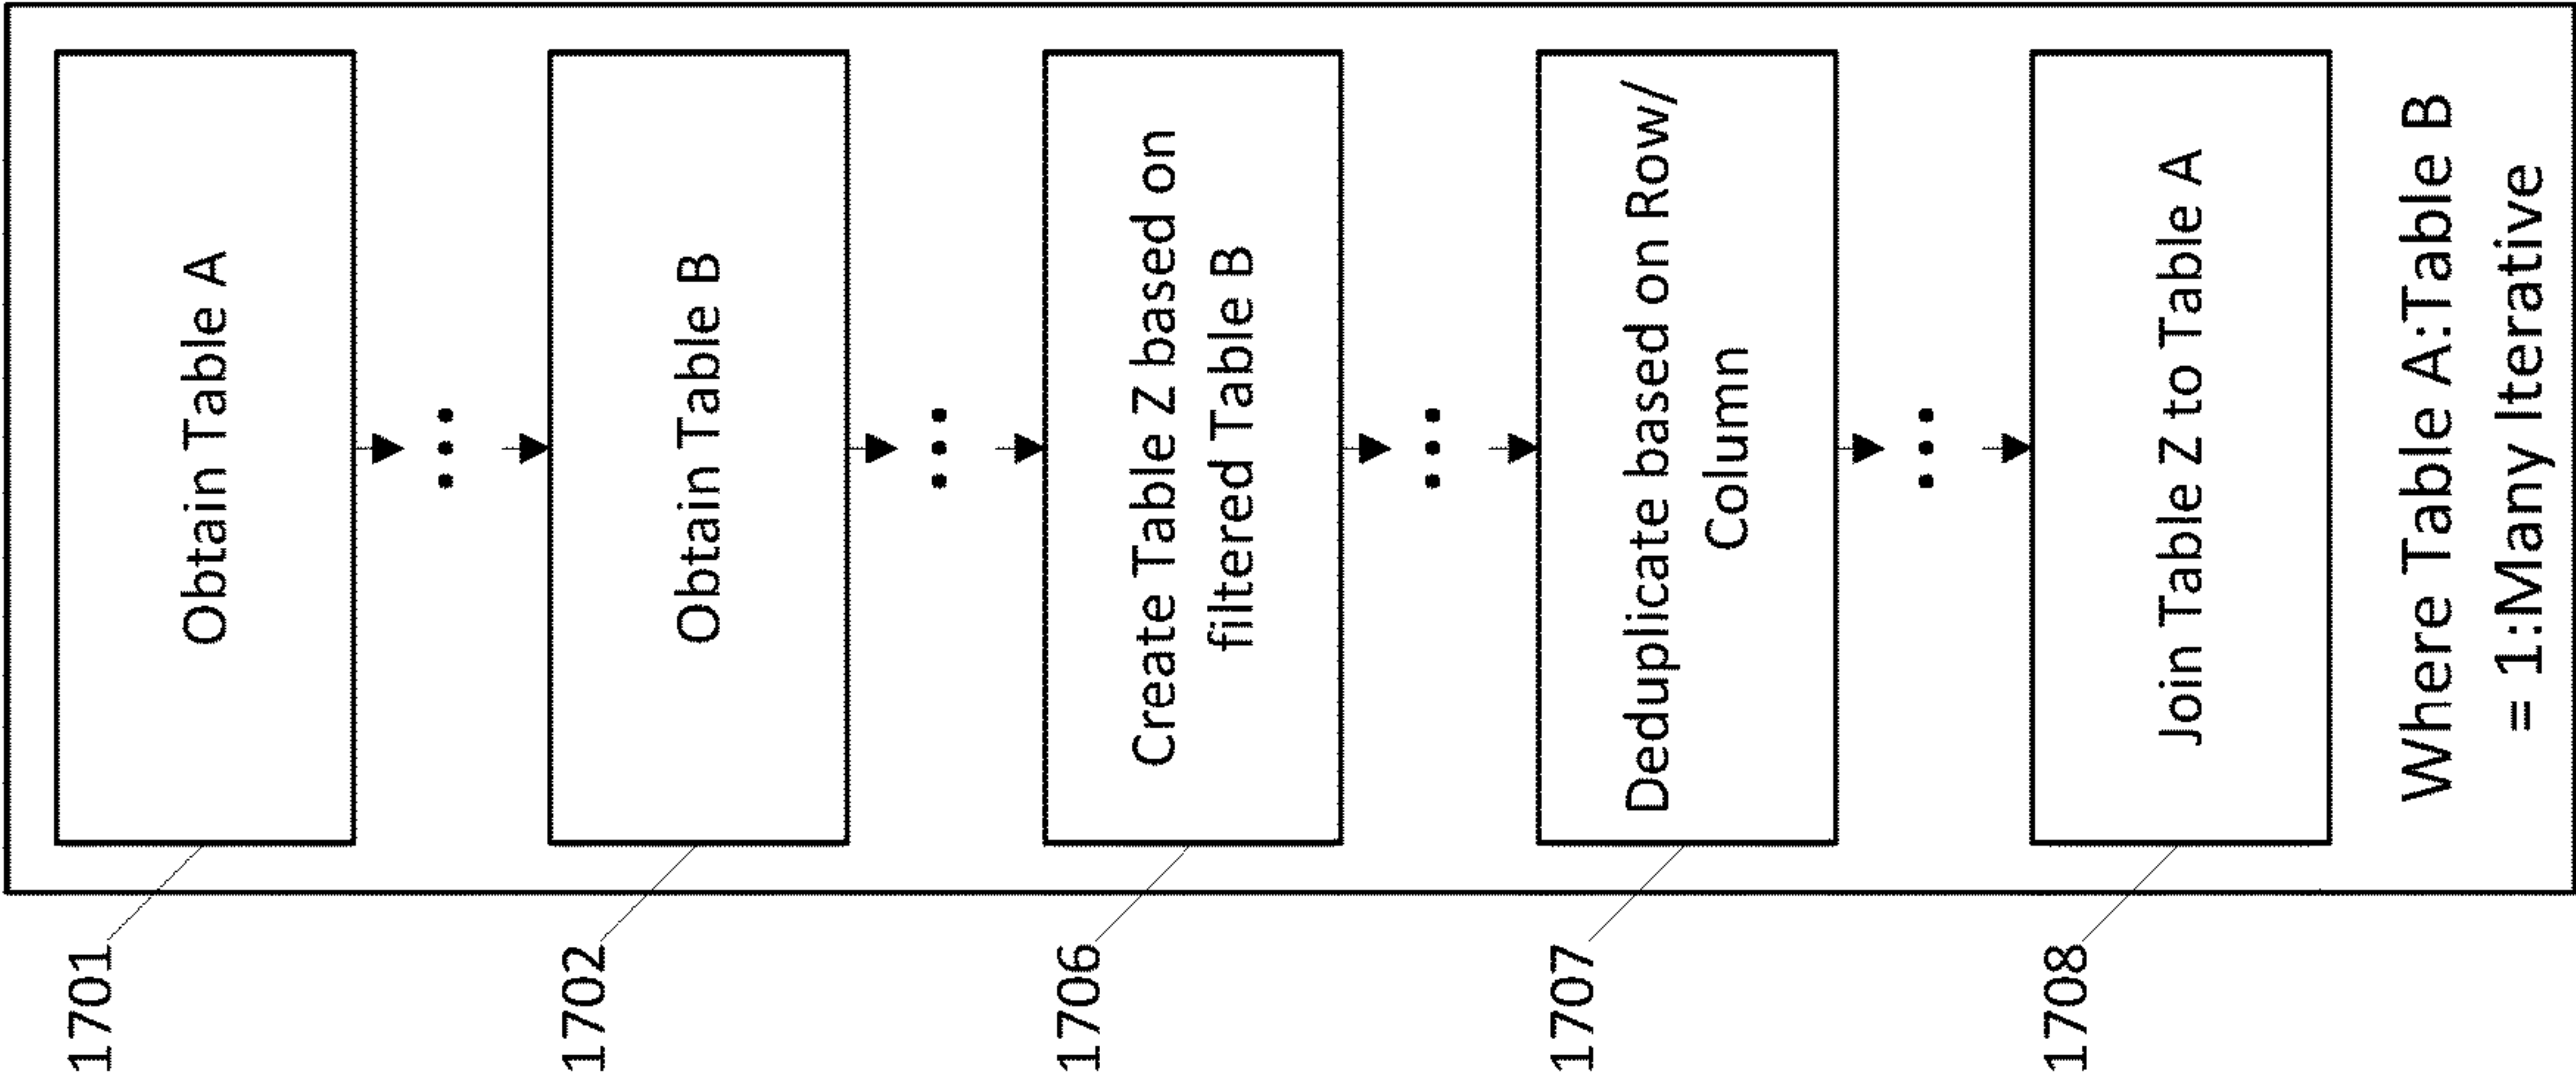 1701
Obtain Table A
1702
Obtain Table B
1706
Create Table Z based on
filtered Table B
1707
Deduplicate based on Row/
Column
1708
Join Table Z to Table A
Where Table A:Table B
= 1:Many Iterative